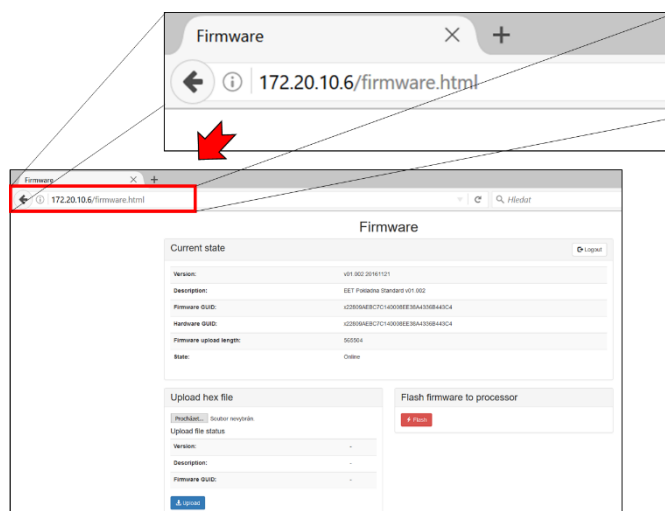 Firmware
172.20.10.6/firmware.html
Firmware
172.20.10.6/firmware.html
Hledat
Firmware
Current state
Logout
Version: v01.002 20161121
Description: EET Pokladna Standard v01.002
Firmware GUID:
Hardware GUID:
Firmware upload length:
State: Online
Upload hex file
Flash firmware to processor
Procházet... Soubor nevybrán.
Flash
Upload file status
Version: -
Description: -
Firmware GUID: -
Upload